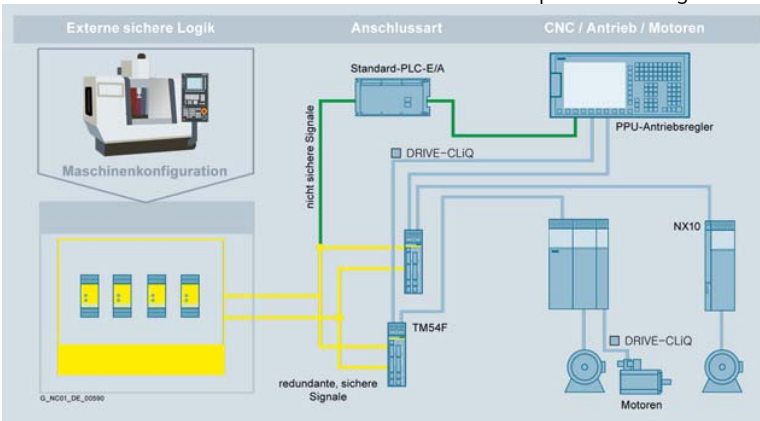 Externe sichere Logik
Anschlussart
CNC / Antrieb / Motoren
Standard-PLC-E/A
PPU-Antriebsregler
DRIVE-CLiQ
nicht sichere Signale
Maschinenkonfiguration
NX10
TM54F
DRIVE-CLiQ
redundante, sichere
Signale
Motoren
G_NC01_DE_00590